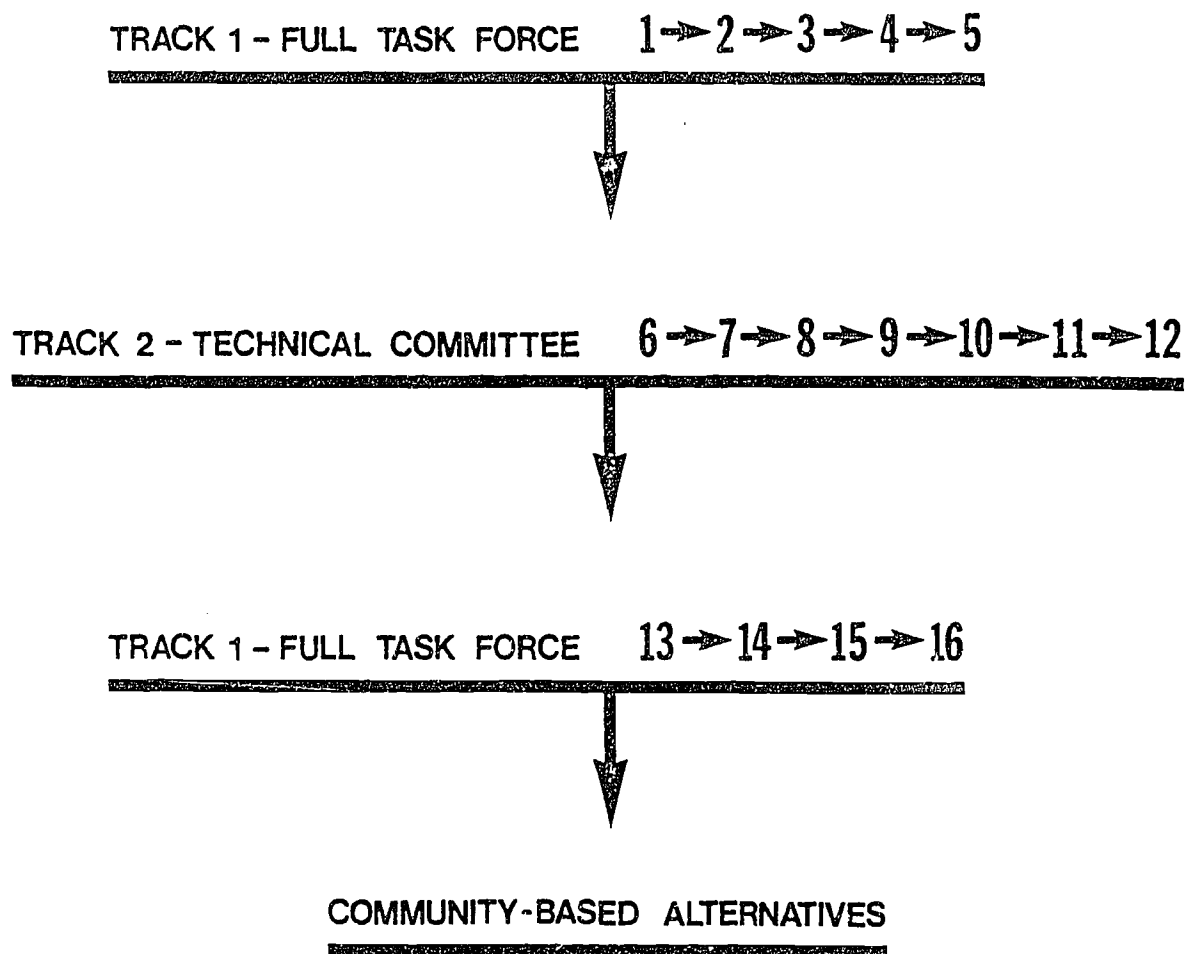 TRACK 1 - FULL TASK FORCE 1→2→3→4→5
TRACK 2 - TECHNICAL COMMITTEE 6→7→8→9→10→11→12
TRACK 1 - FULL TASK FORCE 13→14→15→16
COMMUNITY-BASED ALTERNATIVES